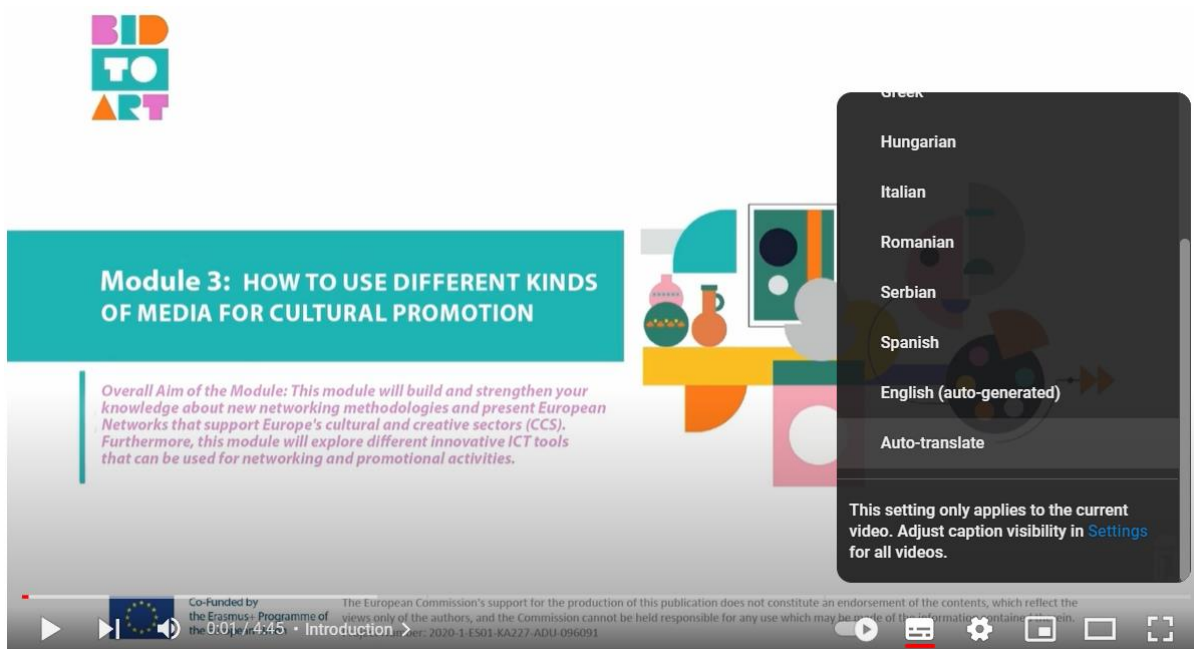 BID
TO
ART
Module 3: HOW TO USE DIFFERENT KINDS
OF MEDIA FOR CULTURAL PROMOTION
Overall Aim of the Module: This module will build and strengthen your
knowledge about new networking methodologies and present European
Networks that support Europe's cultural and creative sectors (CCS).
Furthermore, this module will explore different innovative ICT tools
that can be used for networking and promotional activities.
Greek
Hungarian
Italian
Romanian
Serbian
Spanish
English (auto-generated)
Auto-translate
This setting only applies to the current
video. Adjust caption visibility in Settings
for all videos.
Co-Funded by
the Erasmus+ Programme of
the European
The European Commission's support for the production of this publication does not constitute an endorsement of the contents, which reflect the
views only of the authors, and the Commission cannot be held responsible for any use which may be made of the information contained therein.
number: 2020-1-ES01-KA227-ADU-096091
0:01 / 4:45 • Introduction >